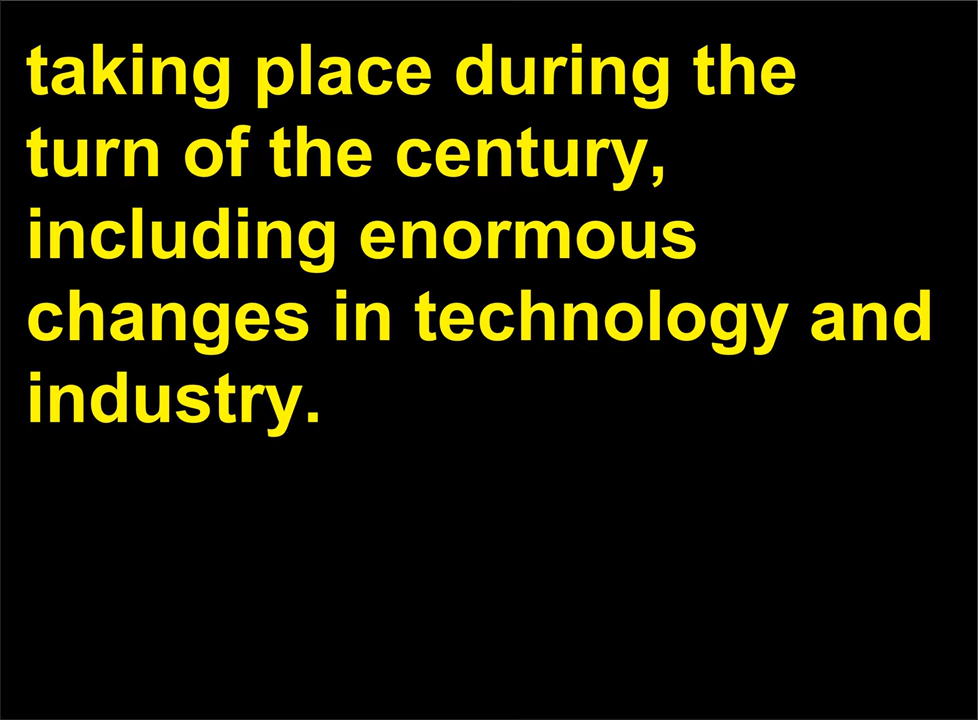 taking place during the
turn of the century,
including enormous
changes in technology and
industry.